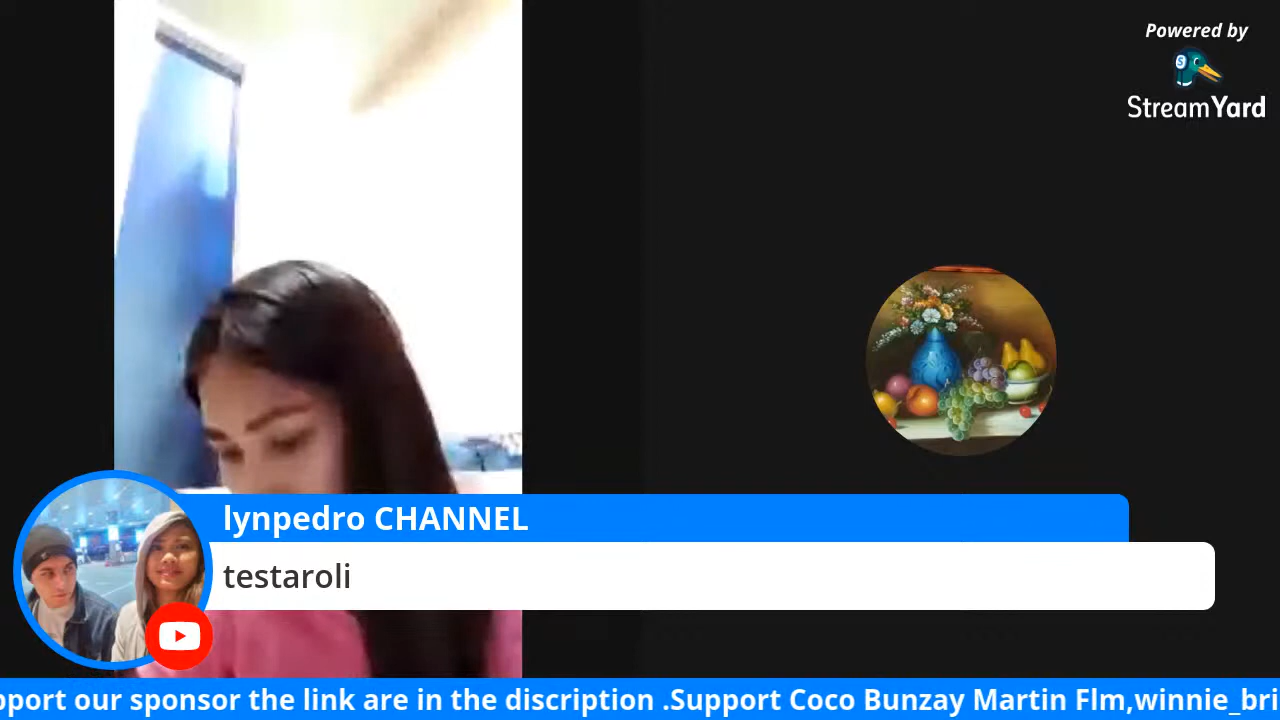 Powered by
StreamYard
lynpedro CHANNEL
testaroli
pport our sponsor the link are in the discription .Support Coco Bunzay Martin Flm,winnie_bri